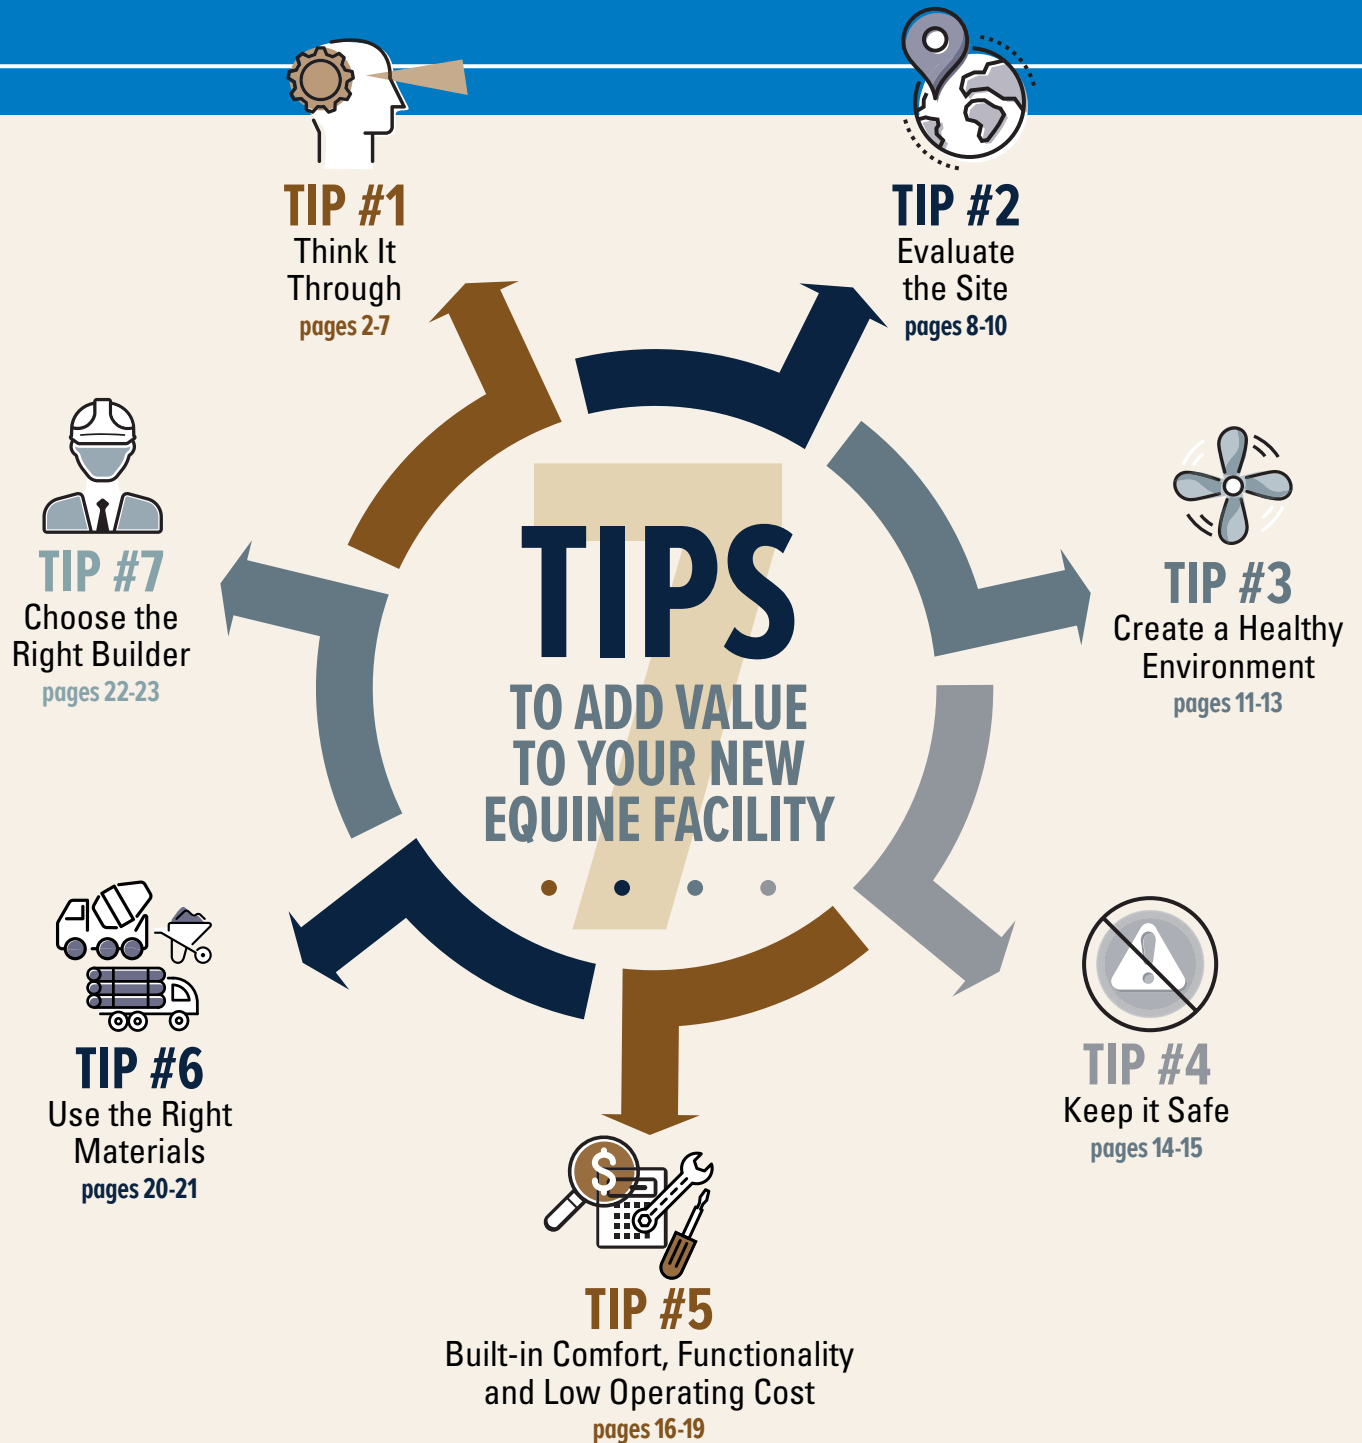 TIP #1
Think It
Through
pages 2-7
TIP #2
Evaluate
the Site
pages 8-10
TIP #3
Create a Healthy
Environment
pages 11-13
TIP #4
Keep it Safe
pages 14-15
TIP #5
Built-in Comfort, Functionality
and Low Operating Cost
pages 16-19
TIP #6
Use the Right
Materials
pages 20-21
TIP #7
Choose the
Right Builder
pages 22-23
7
TIPS
TO ADD VALUE
TO YOUR NEW
EQUINE FACILITY
$